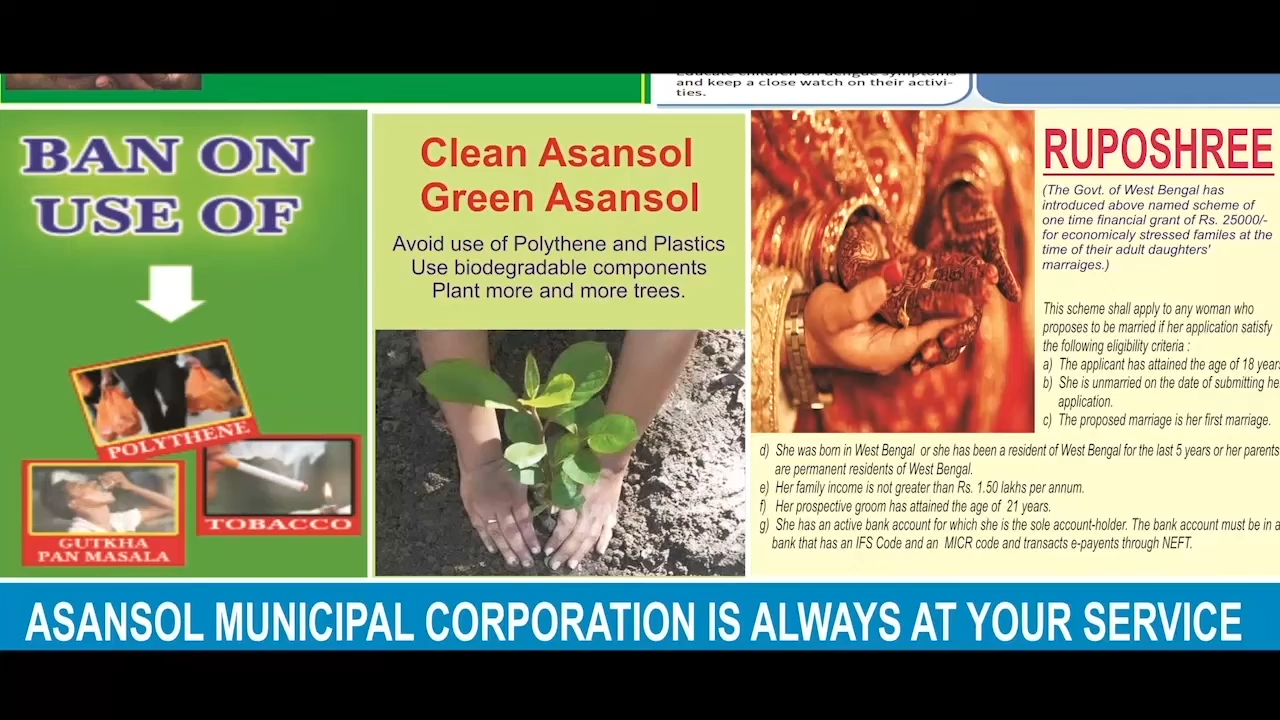 Educate children on dengue symptoms
and keep a close watch on their activi-
ties.
BAN ON
USE OF
POLYTHENE
TOBACCO
GUTKHA
PAN MASALA
Clean Asansol
Green Asansol
Avoid use of Polythene and Plastics
Use biodegradable components
Plant more and more trees.
RUPOSHREE
(The Govt. of West Bengal has
introduced above named scheme of
one time financial grant of Rs. 25000/-
for economicaly stressed familes at the
time of their adult daughters'
marraiges.)
This scheme shall apply to any woman who
proposes to be married if her application satisfy
the following eligibility criteria :
a) The applicant has attained the age of 18 years
b) She is unmarried on the date of submitting he
application.
c) The proposed marriage is her first marriage.
d) She was born in West Bengal or she has been a resident of West Bengal for the last 5 years or her parents
are permanent residents of West Bengal.
e) Her family income is not greater than Rs. 1.50 lakhs per annum.
f) Her prospective groom has attained the age of 21 years.
g) She has an active bank account for which she is the sole account-holder. The bank account must be in a
bank that has an IFS Code and an MICR code and transacts e-payents through NEFT.
ASANSOL MUNICIPAL CORPORATION IS ALWAYS AT YOUR SERVICE